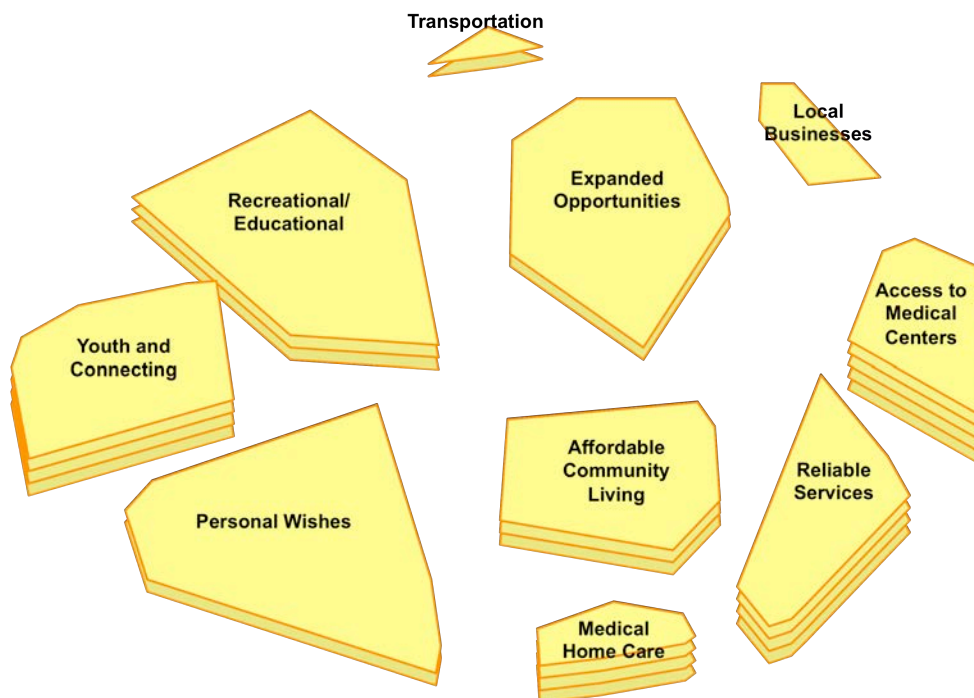 Transportation
Local
Businesses
Recreational/
Educational
Expanded
Opportunities
Access to
Medical
Centers
Youth and
Connecting
Affordable
Community
Living
Reliable
Services
Personal Wishes
Medical
Home Care